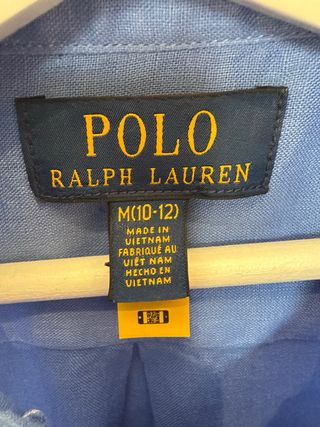 POLO
RALPH LAUREN
M(10-12)
MADE IN
VIETNAM
FABRIQUÉ AU
VIÊT NAM
HECHO EN
VIETNAM